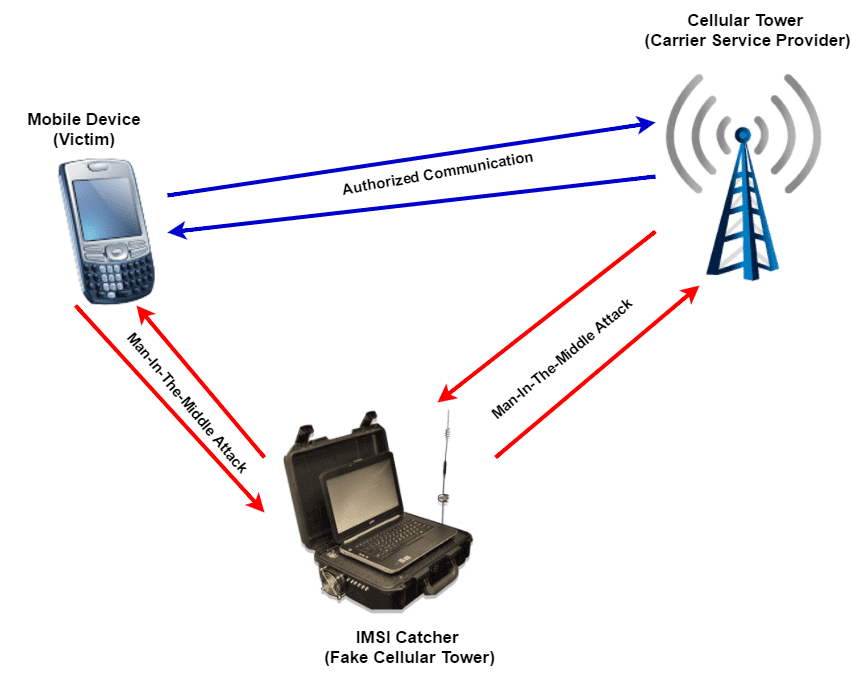 Cellular Tower
(Carrier Service Provider)
Mobile Device
(Victim)
Authorized Communication
Man-In-The-Middle Attack
Man-In-The-Middle Attack
IMSI Catcher
(Fake Cellular Tower)